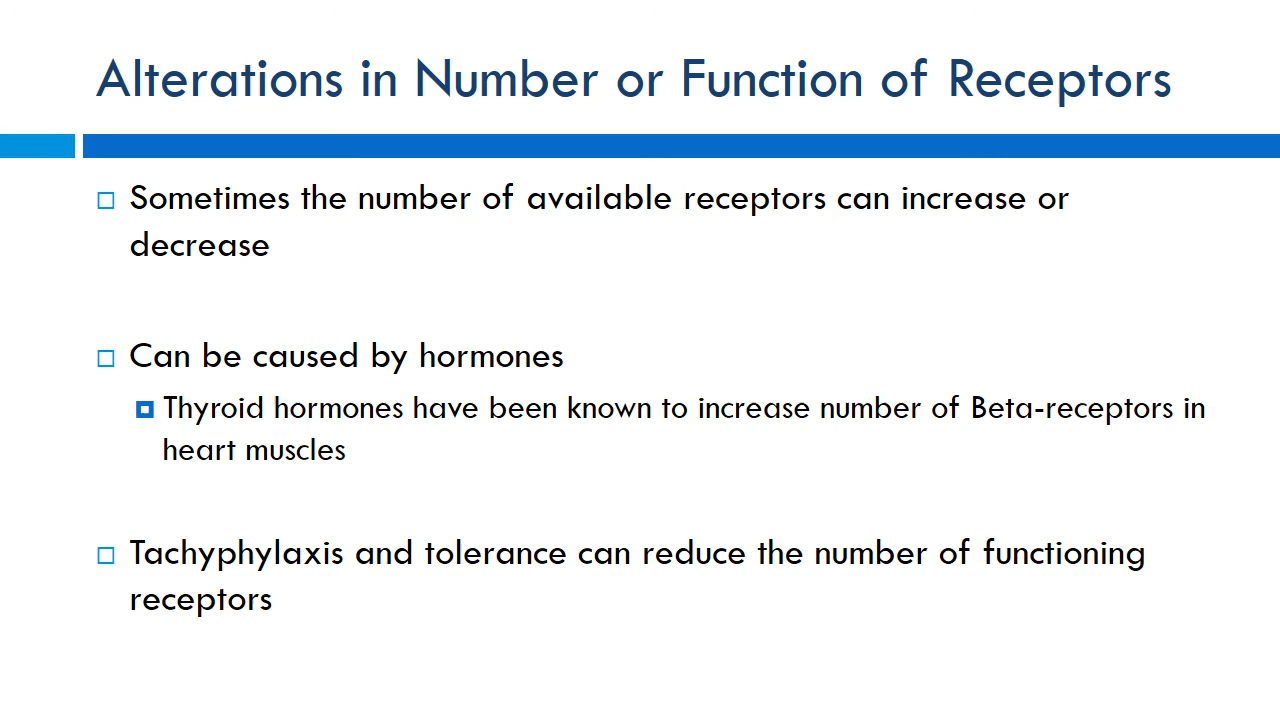 Alterations in Number or Function of Receptors
Sometimes the number of available receptors can increase or
decrease
Can be caused by hormones
Thyroid hormones have been known to increase number of Beta-receptors in
heart muscles
Tachyphylaxis and tolerance can reduce the number of functioning
receptors